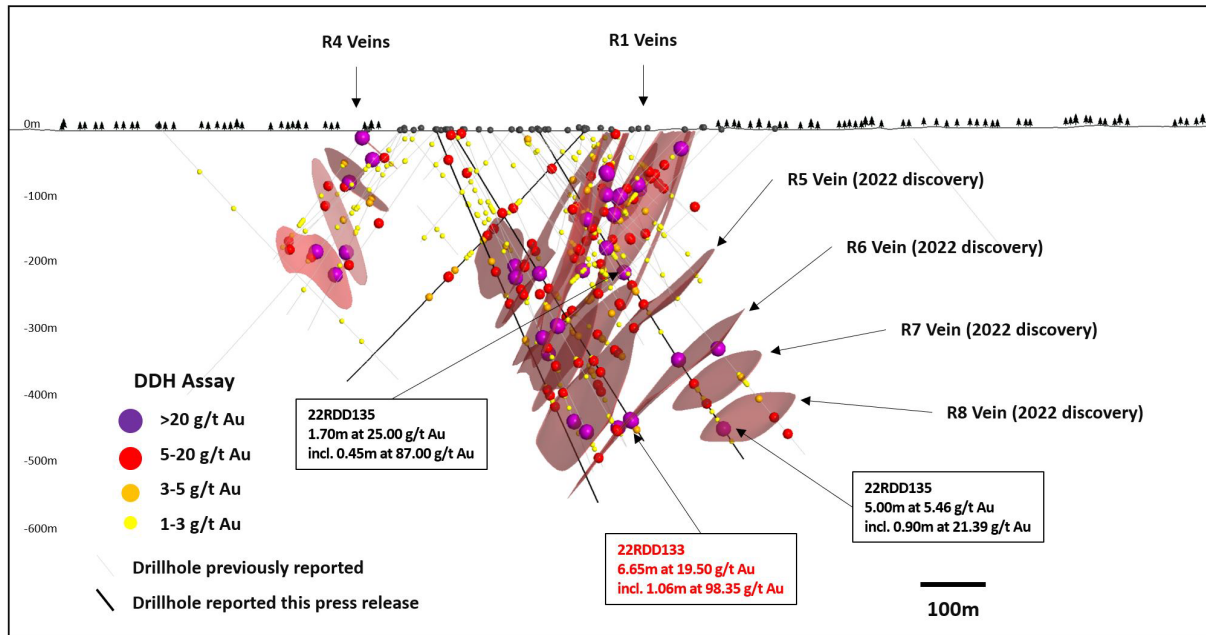 R4 Veins
R1 Veins
0m
-100m
-200m
-300m
-400m
-500m
-600m
R5 Vein (2022 discovery)
R6 Vein (2022 discovery)
R7 Vein (2022 discovery)
R8 Vein (2022 discovery)
DDH Assay
>20 g/t Au
5-20 g/t Au
3-5 g/t Au
1-3 g/t Au
Drillhole previously reported
Drillhole reported this press release
22RDD135
1.70m at 25.00 g/t Au
incl. 0.45m at 87.00 g/t Au
22RDD133
6.65m at 19.50 g/t Au
incl. 1.06m at 98.35 g/t Au
22RDD135
5.00m at 5.46 g/t Au
incl. 0.90m at 21.39 g/t Au
100m